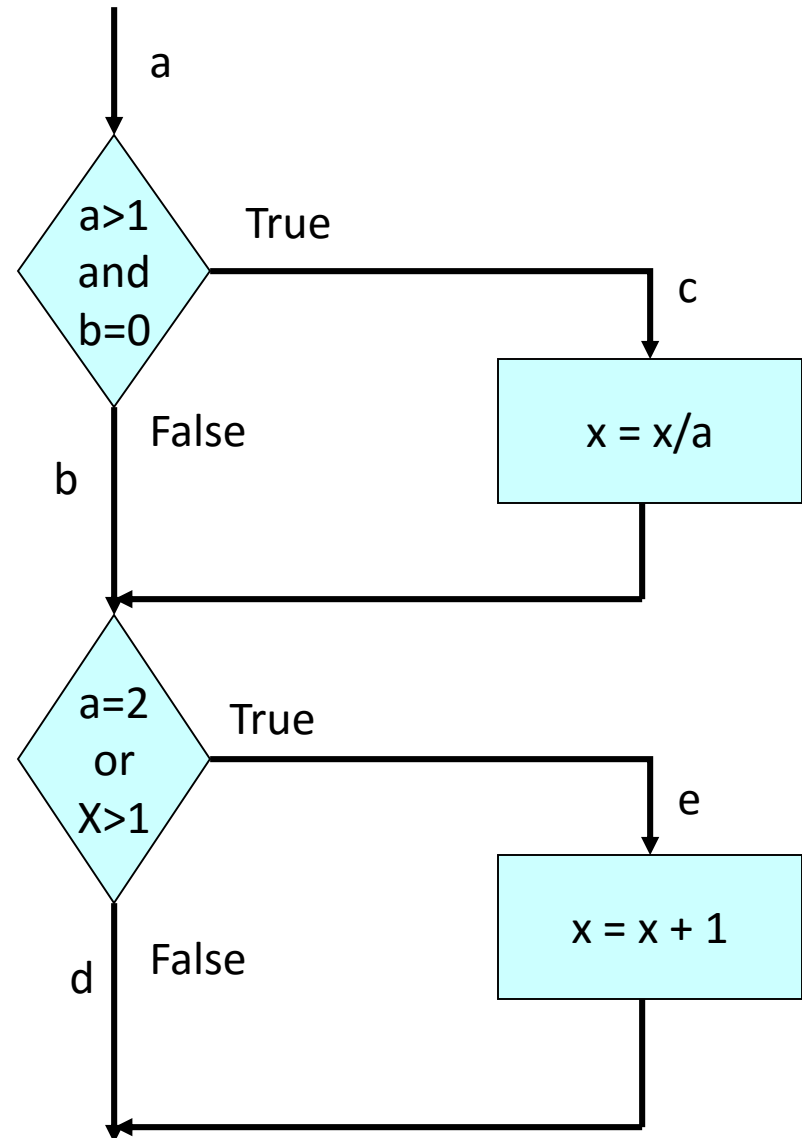 a
a>1
and
b=0
True
c
x = x/a
False
b
a=2
or
X>1
True
e
x = x + 1
False
d